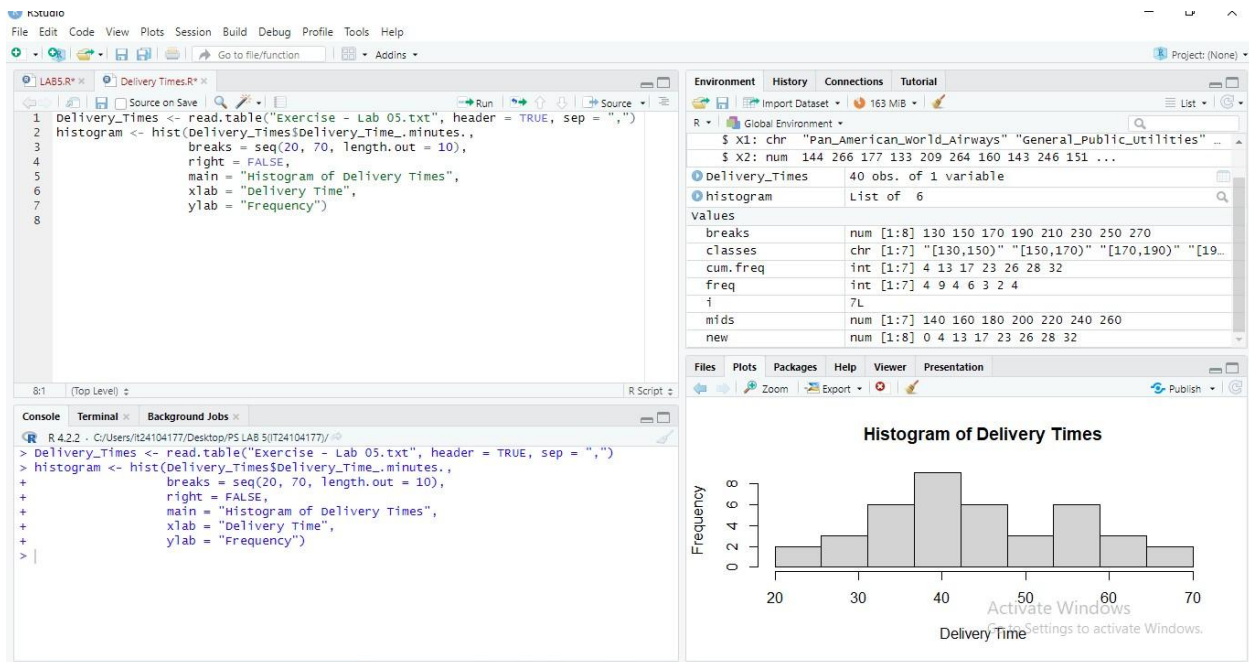 RStudio
File Edit Code View Plots Session Build Debug Profile Tools Help
Go to file/function Addins
Project: (None)
LAB5.R* Delivery Times.R*
Source on Save Run Source
1 Delivery_Times <- read.table("Exercise - Lab 05.txt", header = TRUE, sep = ",")
2 histogram <- hist(Delivery_Times$Delivery_Time_.minutes.,
3 breaks = seq(20, 70, length.out = 10),
4 right = FALSE,
5 main = "Histogram of Delivery Times",
6 xlab = "Delivery Time",
7 ylab = "Frequency")
8
8:1 (Top Level) R Script
Console Terminal Background Jobs
R 4.2.2 · C:/Users/it24104177/Desktop/PS LAB 5(IT24104177)/
> Delivery_Times <- read.table("Exercise - Lab 05.txt", header = TRUE, sep = ",")
> histogram <- hist(Delivery_Times$Delivery_Time_.minutes.,
+ breaks = seq(20, 70, length.out = 10),
+ right = FALSE,
+ main = "Histogram of Delivery Times",
+ xlab = "Delivery Time",
+ ylab = "Frequency")
>
Environment History Connections Tutorial
Import Dataset 163 MiB List
R Global Environment
$ X1: chr "Pan_American_World_Airways" "General_Public_Utilities" …
$ X2: num 144 266 177 133 209 264 160 143 246 151 ...
Delivery_Times 40 obs. of 1 variable
histogram List of 6
Values
breaks num [1:8] 130 150 170 190 210 230 250 270
classes chr [1:7] "[130,150)" "[150,170)" "[170,190)" "[19…
cum.freq int [1:7] 4 13 17 23 26 28 32
freq int [1:7] 4 9 4 6 3 2 4
i 7L
mids num [1:7] 140 160 180 200 220 240 260
new num [1:8] 0 4 13 17 23 26 28 32
Files Plots Packages Help Viewer Presentation
Zoom Export Publish
Histogram of Delivery Times
Frequency
8
6
4
2
0
20 30 40 50 60 70
Delivery Time
Activate Windows
Go to Settings to activate Windows.